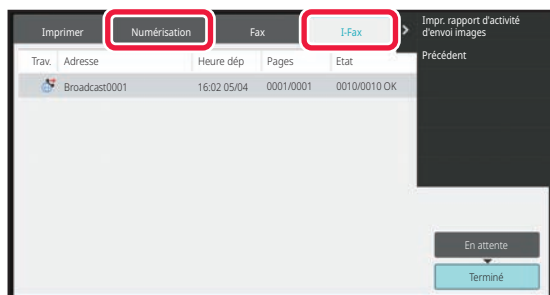 Imprimer Numérisation Fax I-Fax
Trav. Adresse Heure dép Pages Etat
Broadcast0001 16:02 05/04 0001/0001 0010/0010 OK
Impr. rapport d'activité
d'envoi images
Précédent
En attente
Terminé